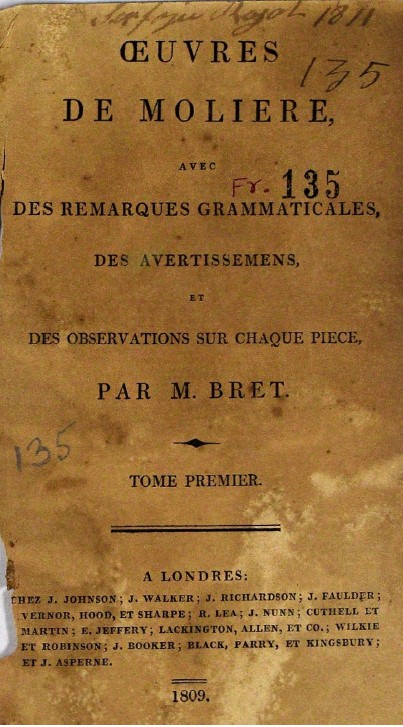 1811
ŒUVRES
135
DE MOLIERE,
AVEC
Fr. 135
DES REMARQUES GRAMMATICALES,
DES AVERTISSEMENS,
ET
DES OBSERVATIONS SUR CHAQUE PIECE,
PAR M. BRET.
135
TOME PREMIER.
A LONDRES:
CHEZ J. JOHNSON; J. WALKER; J. RICHARDSON; J. FAULDER;
VERNOR, HOOD, ET SHARPE; R. LEA; J. NUNN; CUTHELL ET
MARTIN; E. JEFFERY; LACKINGTON, ALLEN, ET CO.; WILKIE
ET ROBINSON; J. BOOKER; BLACK, PARRY, ET KINGSBURY;
ET J. ASPERNE.
1809.